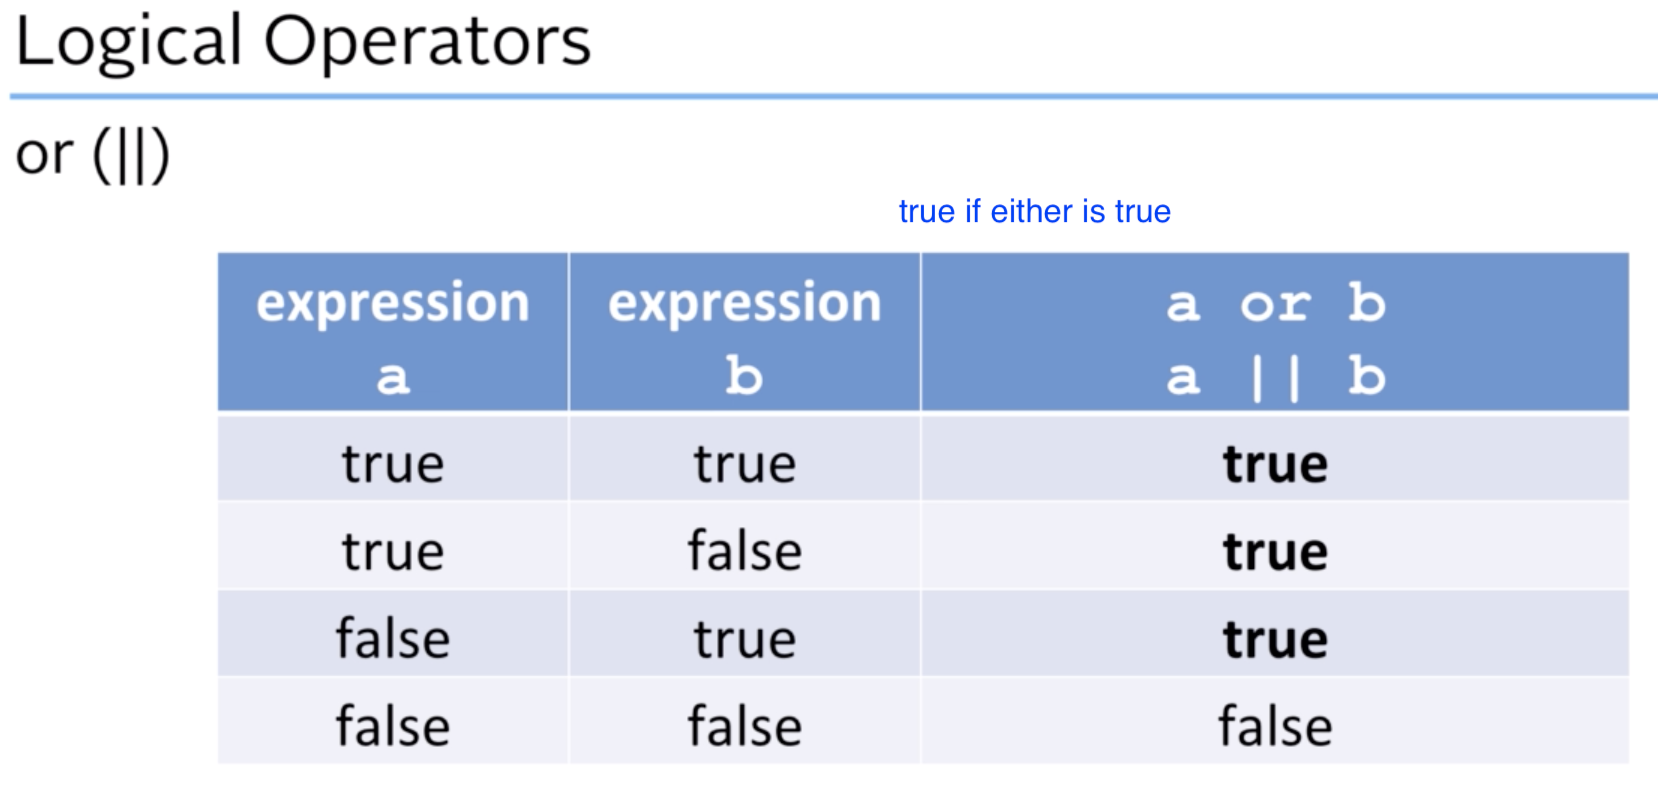 Logical Operators
or (||)
true if either is true
expression a expression b a or b a || b
true true true
true false true
false true true
false false false